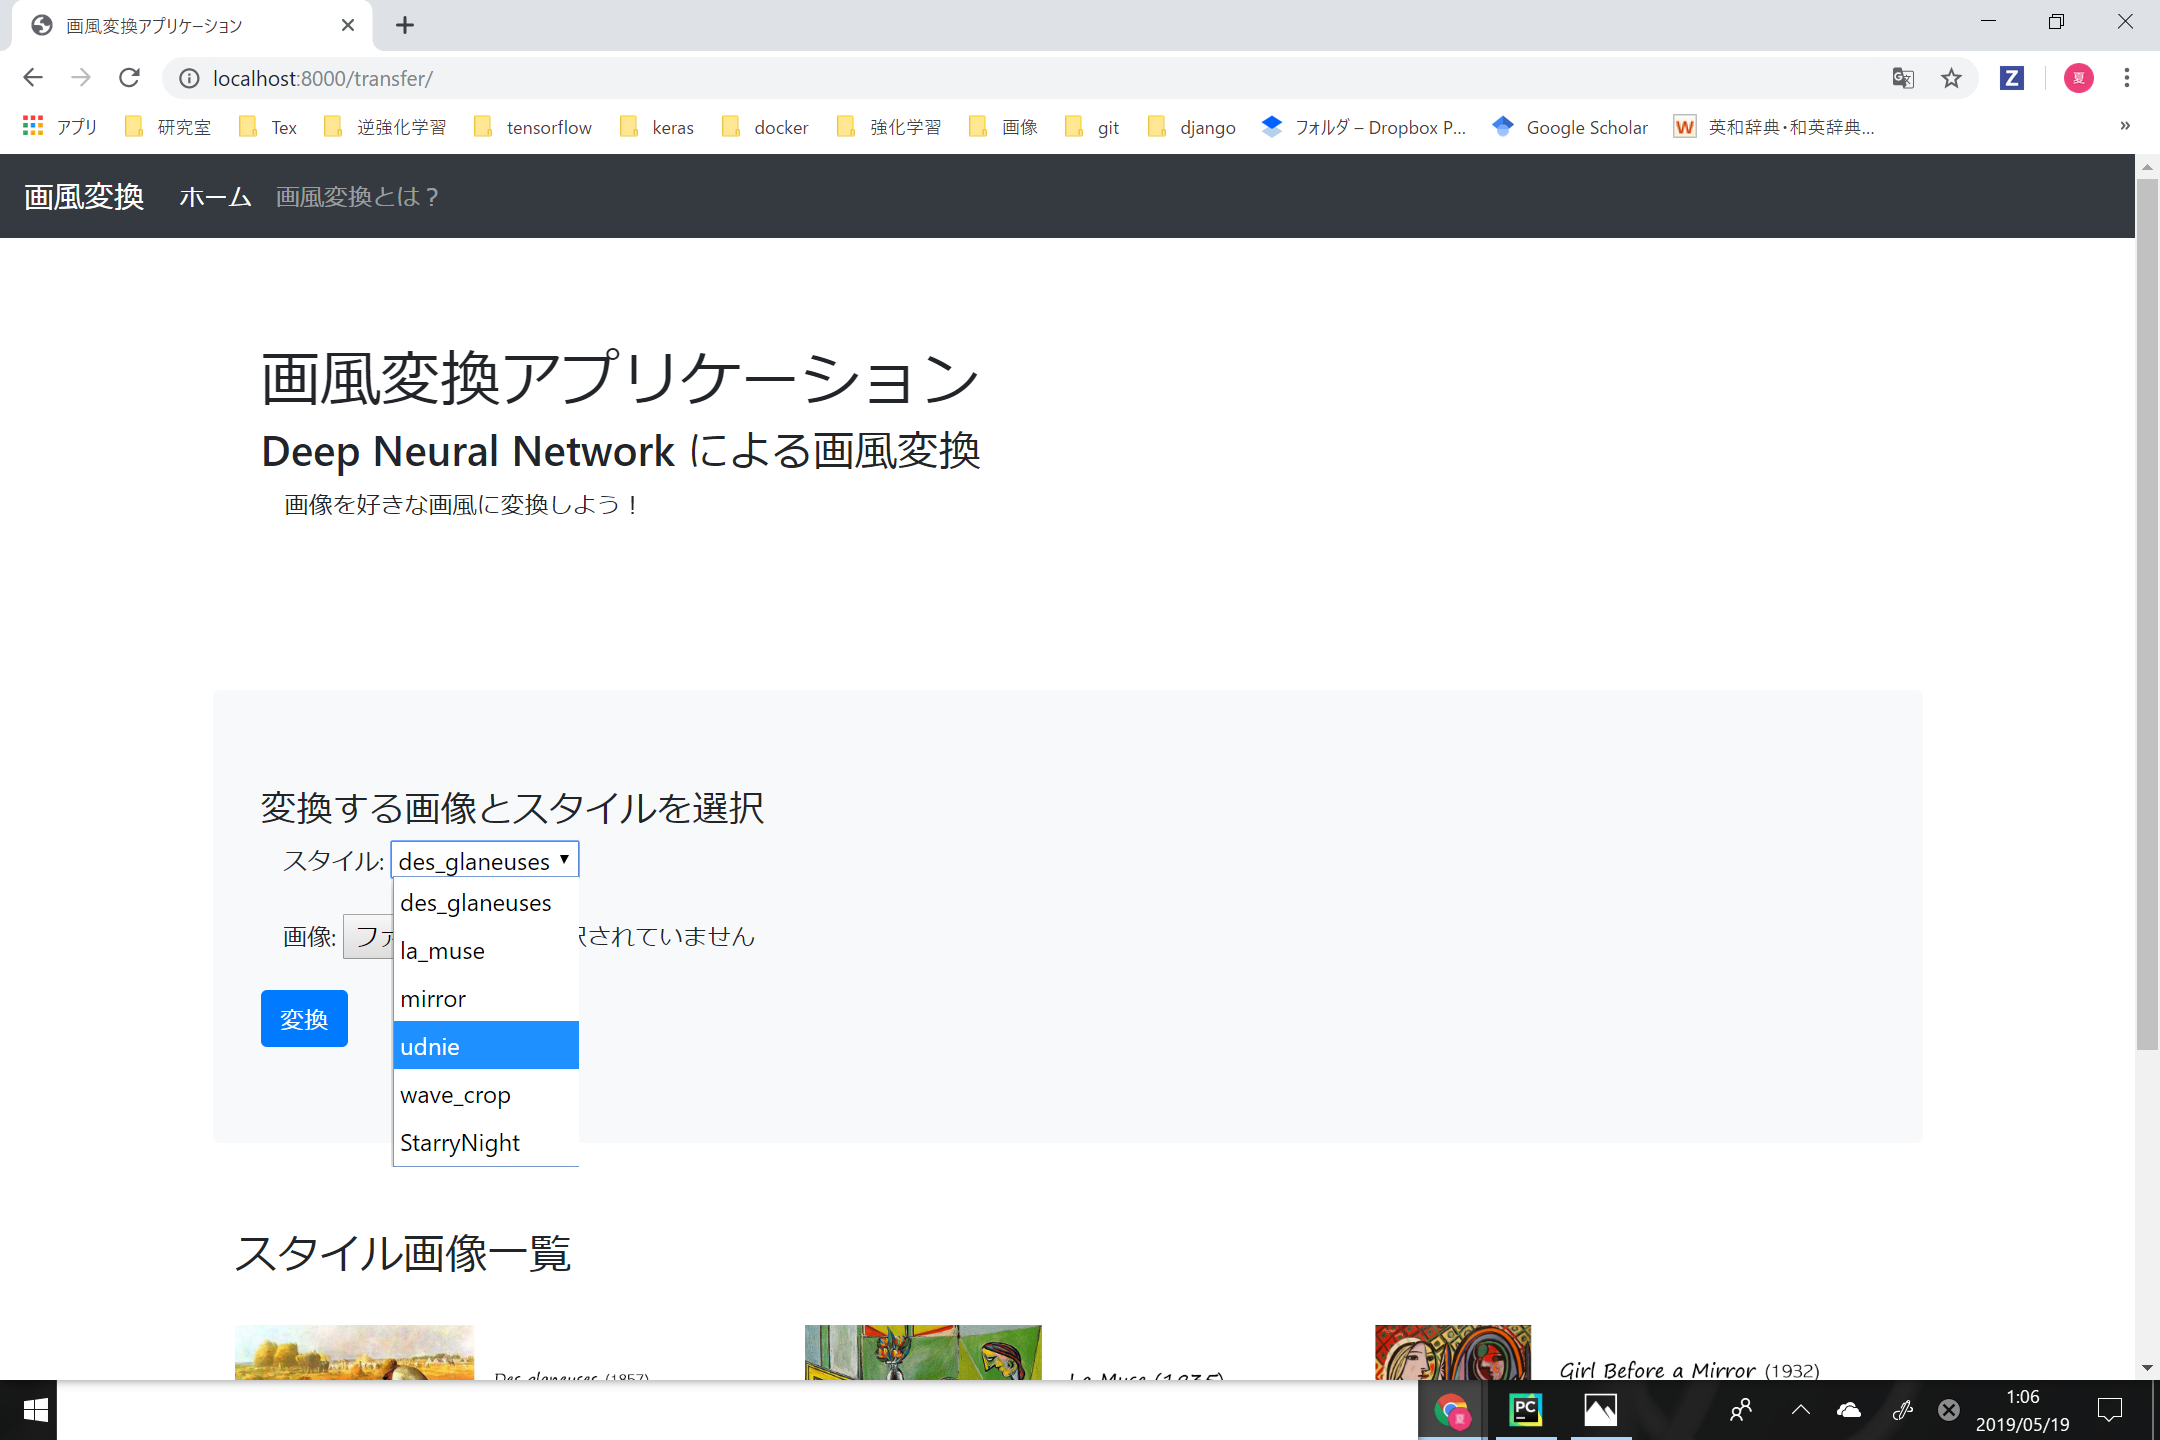 画風変換アプリケーション
localhost:8000/transfer/
夏
アプリ 研究室 Tex 逆強化学習 tensorflow keras docker 強化学習 画像 git django フォルダ – Dropbox P... Google Scholar W 英和辞典・和英辞典... »
画風変換 ホーム 画風変換とは？
画風変換アプリケーション
Deep Neural Network による画風変換
画像を好きな画風に変換しよう！
変換する画像とスタイルを選択
スタイル: des_glaneuses
des_glaneuses
画像: ファ
択されていません
la_muse
mirror
変換
udnie
wave_crop
StarryNight
スタイル画像一覧
Des glaneuses (1857)
La Muse (1935)
Girl Before a Mirror (1932)
夏
PC
1:06
2019/05/19